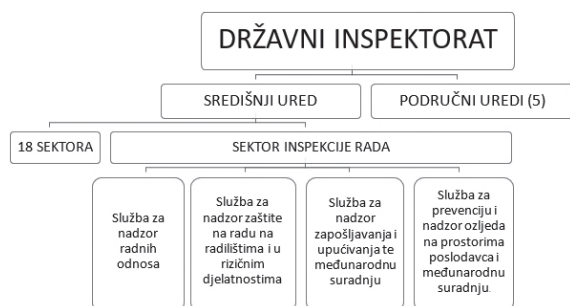 DRŽAVNI INSPEKTORAT
SREDIŠNJI URED
PODRUČNI UREDI (5)
18 SEKTORA
SEKTOR INSPEKCIJE RADA
Služba za
nadzor
radnih
odnosa
Služba za
nadzor zaštite
na radu na
radilištima i u
rizičnim
djelatnostima
Služba za
nadzor
zapošljavanja i
upućivanja te
međunarodnu
suradnju
Služba za
prevenciju i
nadzor ozljeda
na prostorima
poslodavca i
međunarodnu
suradnju.